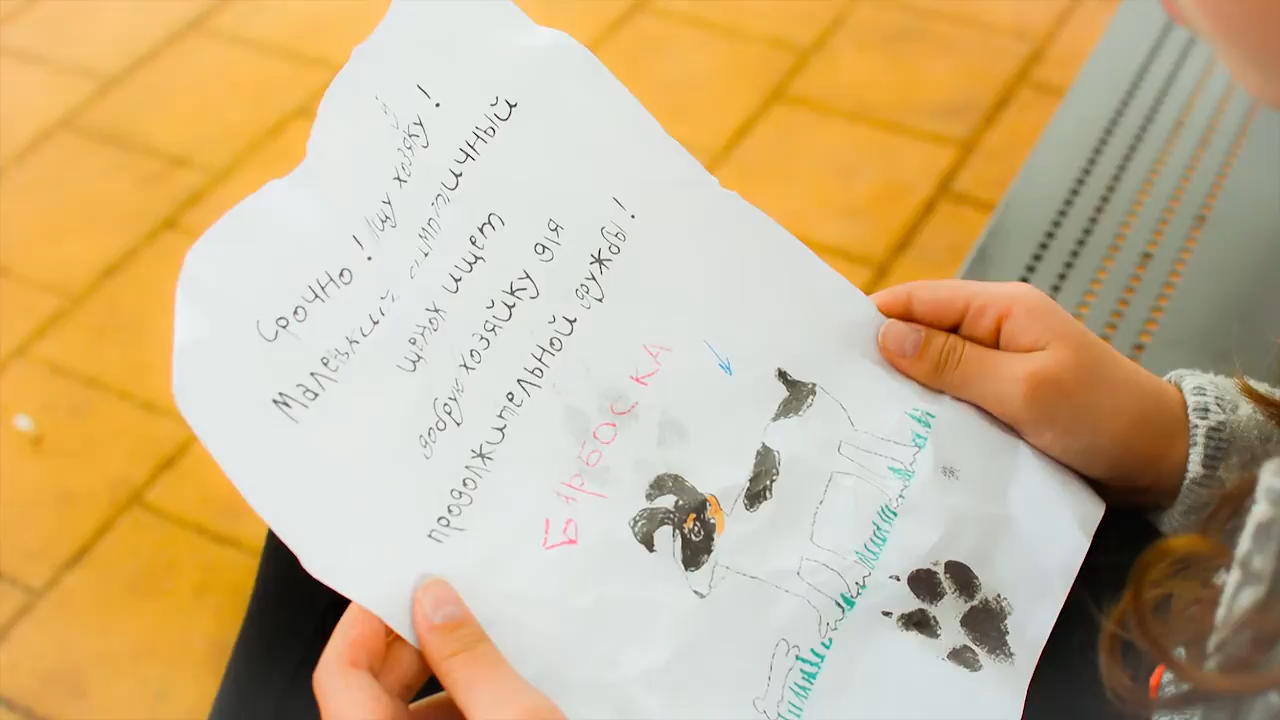 Срочно! Ищу хозяйку!
Маленький симпатичный
щенок ищет
добрую хозяйку для
продолжительной дружбы!
БАРБОСКА